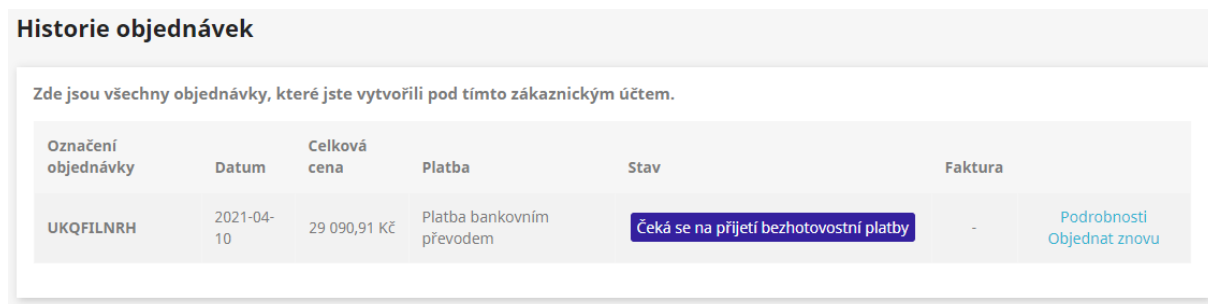 Historie objednávek
Zde jsou všechny objednávky, které jste vytvořili pod tímto zákaznickým účtem.
Označení
objednávky
Datum
Celková
cena
Platba
Stav
Faktura
UKQFILNRH
2021-04-
10
29 090,91 Kč
Platba bankovním
převodem
Čeká se na přijetí bezhotovostní platby
-
Podrobnosti
Objednat znovu